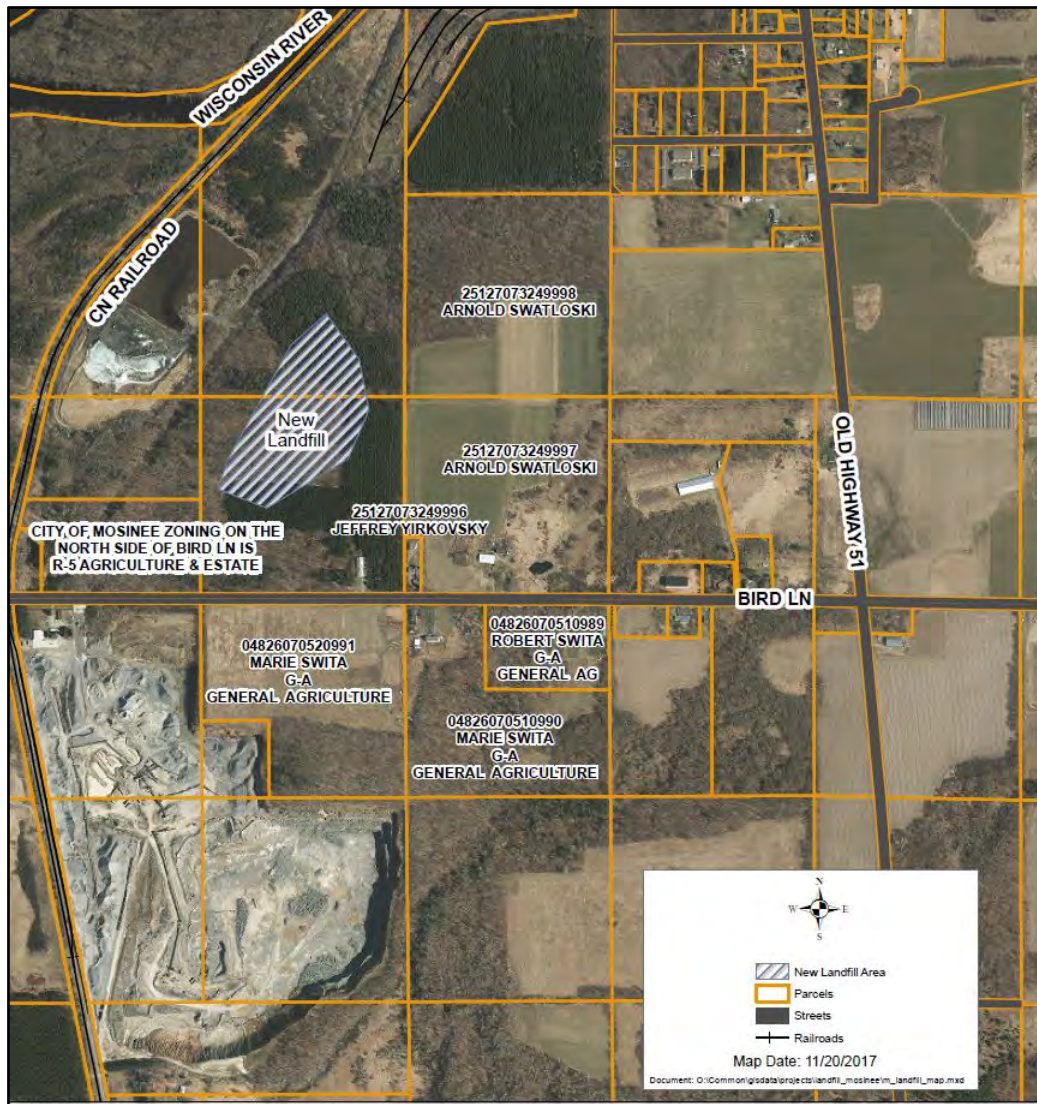 WISCONSIN RIVER
CN RAILROAD
25127073249998
ARNOLD SWATLOSKI
New
Landfill
OLD HIGHWAY 51
25127073249997
ARNOLD SWATLOSKI
25127073249996
JEFFREY YIRKOVSKY
CITY OF MOSINEE ZONING ON THE
NORTH SIDE OF BIRD LN IS
R-5 AGRICULTURE & ESTATE
BIRD LN
04826070520991
MARIE SWITA
G-A
GENERAL AGRICULTURE
04826070510989
ROBERT SWITA
G-A
GENERAL AG
04826070510990
MARIE SWITA
G-A
GENERAL AGRICULTURE
N
W E
S
New Landfill Area
Parcels
Streets
Railroads
Map Date: 11/20/2017
Document: O:\Common\gisdata\projects\landfill_mosinee\m_landfill_map.mxd